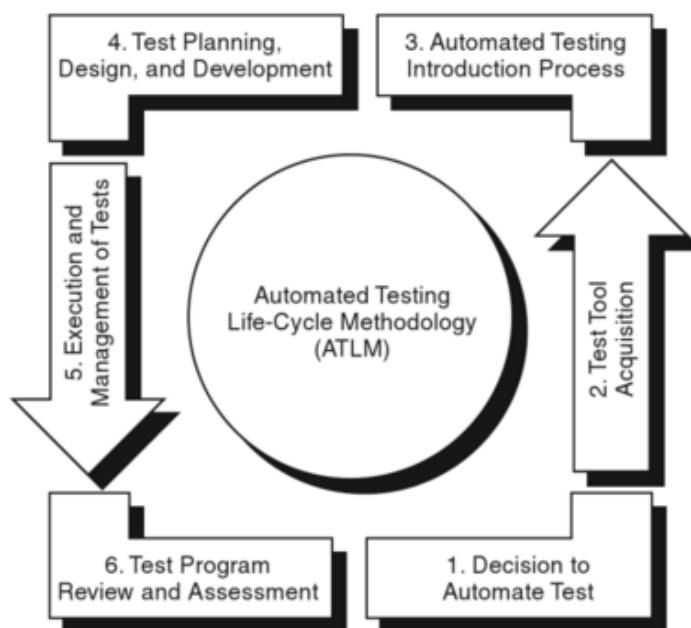 4. Test Planning,
Design, and Development
3. Automated Testing
Introduction Process
5. Execution and
Management of Tests
Automated Testing
Life-Cycle Methodology
(ATLM)
2. Test Tool
Acquisition
6. Test Program
Review and Assessment
1. Decision to
Automate Test